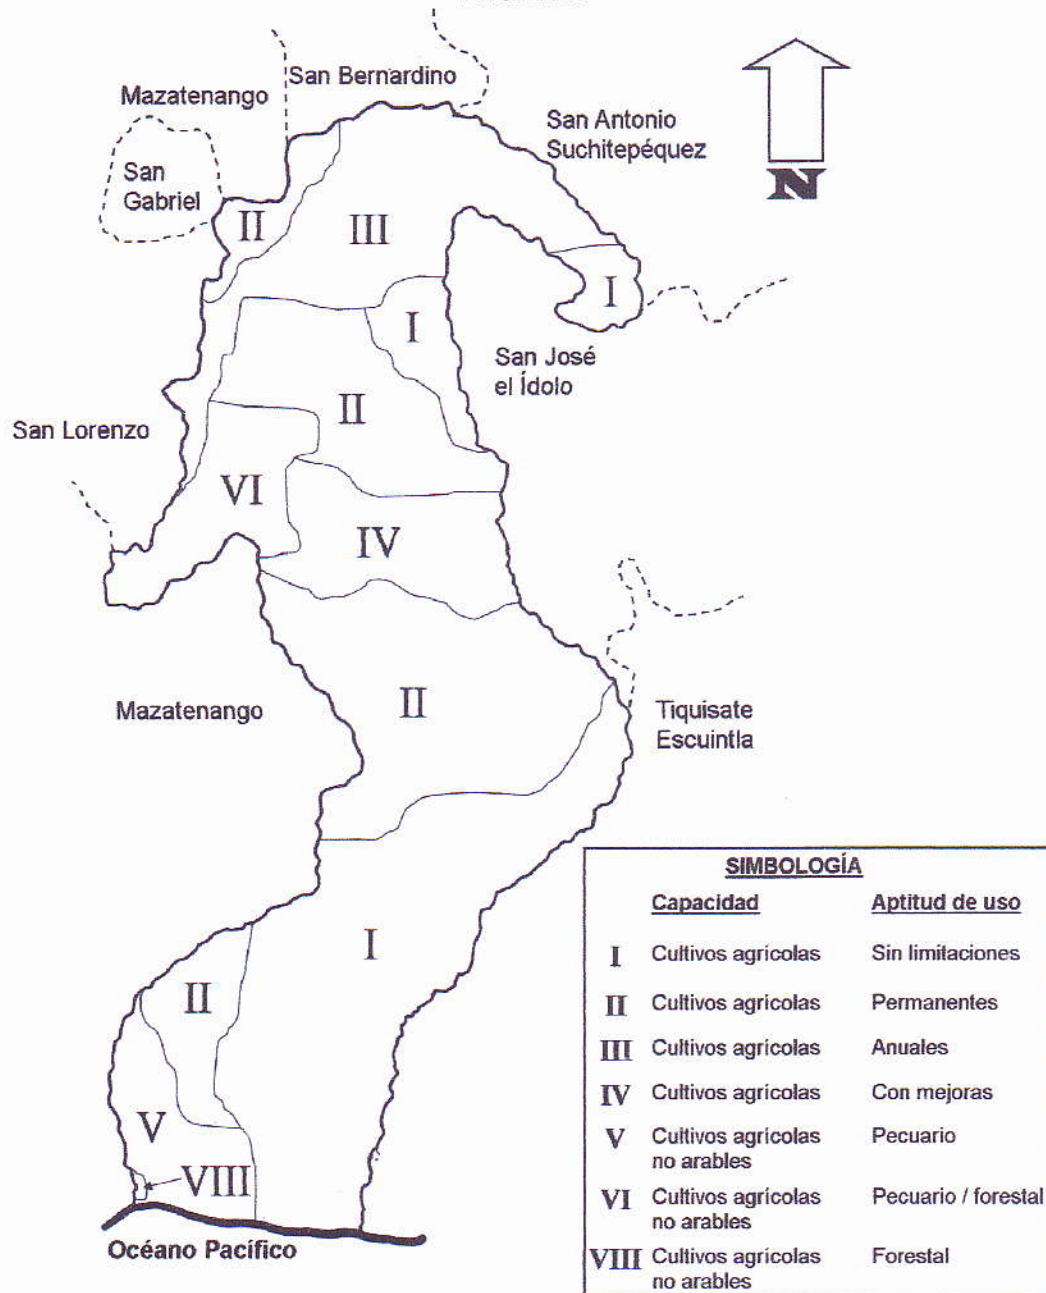 San Bernardino
Mazatenango
San Antonio
Suchitepéquez
San
Gabriel
N
II
III
I
I
San José
el Ídolo
II
San Lorenzo
VI
IV
Mazatenango
II
Tiquisate
Escuintla
I
II
V
VIII
Océano Pacífico
SIMBOLOGÍA
Capacidad Aptitud de uso
I Cultivos agrícolas Sin limitaciones
II Cultivos agrícolas Permanentes
III Cultivos agrícolas Anuales
IV Cultivos agrícolas Con mejoras
V Cultivos agrícolas Pecuario
no arables
VI Cultivos agrícolas Pecuario / forestal
no arables
VIII Cultivos agrícolas Forestal
no arables